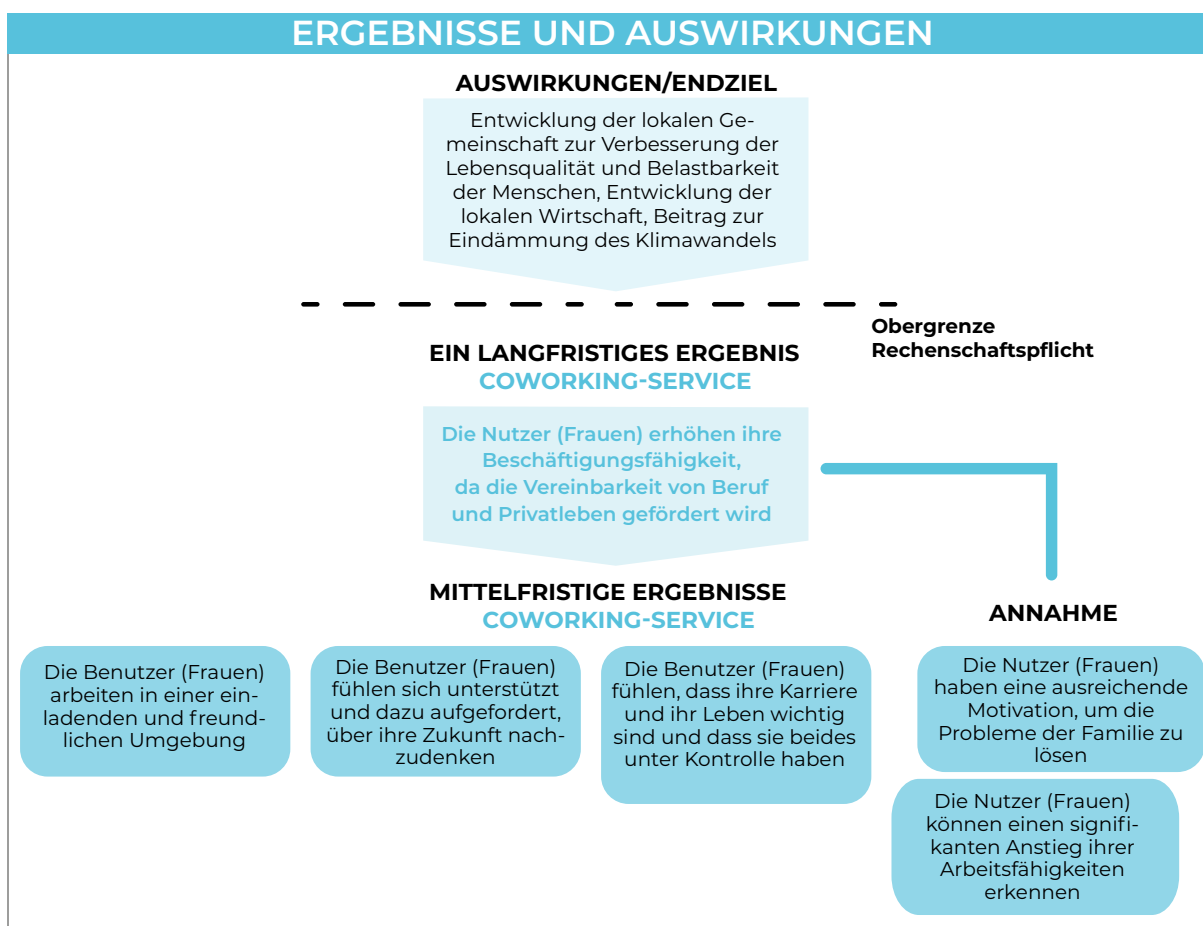 ERGEBNISSE UND AUSWIRKUNGEN
AUSWIRKUNGEN/ENDZIEL
Entwicklung der lokalen Ge-
meinschaft zur Verbesserung der
Lebensqualität und Belastbarkeit
der Menschen, Entwicklung der
lokalen Wirtschaft, Beitrag zur
Eindämmung des Klimawandels
Obergrenze
Rechenschaftspflicht
EIN LANGFRISTIGES ERGEBNIS
COWORKING-SERVICE
Die Nutzer (Frauen) erhöhen ihre
Beschäftigungsfähigkeit,
da die Vereinbarkeit von Beruf
und Privatleben gefördert wird
MITTELFRISTIGE ERGEBNISSE
COWORKING-SERVICE
Die Benutzer (Frauen)
arbeiten in einer ein-
ladenden und freund-
lichen Umgebung
Die Benutzer (Frauen)
fühlen sich unterstützt
und dazu aufgefordert,
über ihre Zukunft nach-
zudenken
Die Benutzer (Frauen)
fühlen, dass ihre Karriere
und ihr Leben wichtig
sind und dass sie beides
unter Kontrolle haben
ANNAHME
Die Nutzer (Frauen)
haben eine ausreichende
Motivation, um die
Probleme der Familie zu
lösen
Die Nutzer (Frauen)
können einen signifi-
kanten Anstieg ihrer
Arbeitsfähigkeiten
erkennen